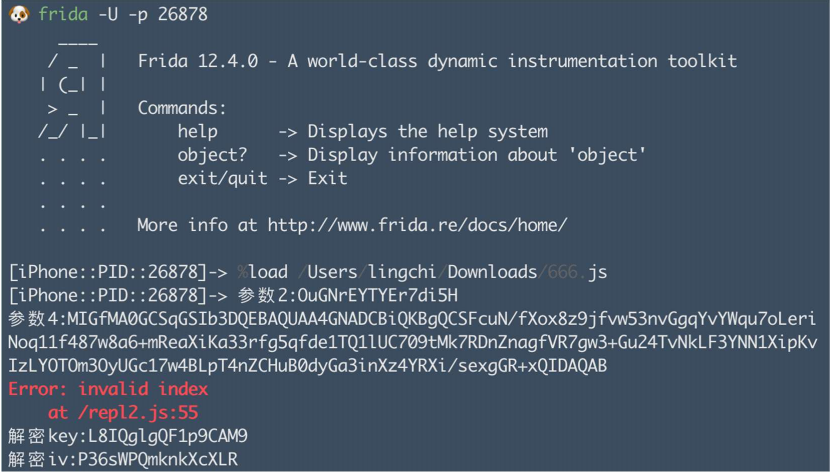 frida -U -p 26878
     ____
    / _  |   Frida 12.4.0 - A world-class dynamic instrumentation toolkit
   | (_| |
    > _  |   Commands:
   /_/ |_|       help      -> Displays the help system
   . . . .       object?   -> Display information about 'object'
   . . . .       exit/quit -> Exit
   . . . .
   . . . .   More info at http://www.frida.re/docs/home/
[iPhone::PID::26878]-> %load /Users/lingchi/Downloads/666.js
[iPhone::PID::26878]-> 参数2:OuGNrEYTYEr7di5H
参数4:MIGfMA0GCSqGSIb3DQEBAQUAA4GNADCBiQKBgQCSFcuN/fXox8z9jfvw53nvGgqYvYWqu7oLeri
Noq11f487w8a6+mReaXiKa33rfg5qfde1TQ1lUC709tMk7RDnZnagfVR7gw3+Gu24TvNkLF3YNN1XipKv
IzLYOTOm3OyUGc17w4BLpT4nZCHuB0dyGa3inXz4YRXi/sexgGR+xQIDAQAB
Error: invalid index
    at /repl2.js:55
解密key:L8IQglgQF1p9CAM9
解密iv:P36sWPQmknkXcXLR